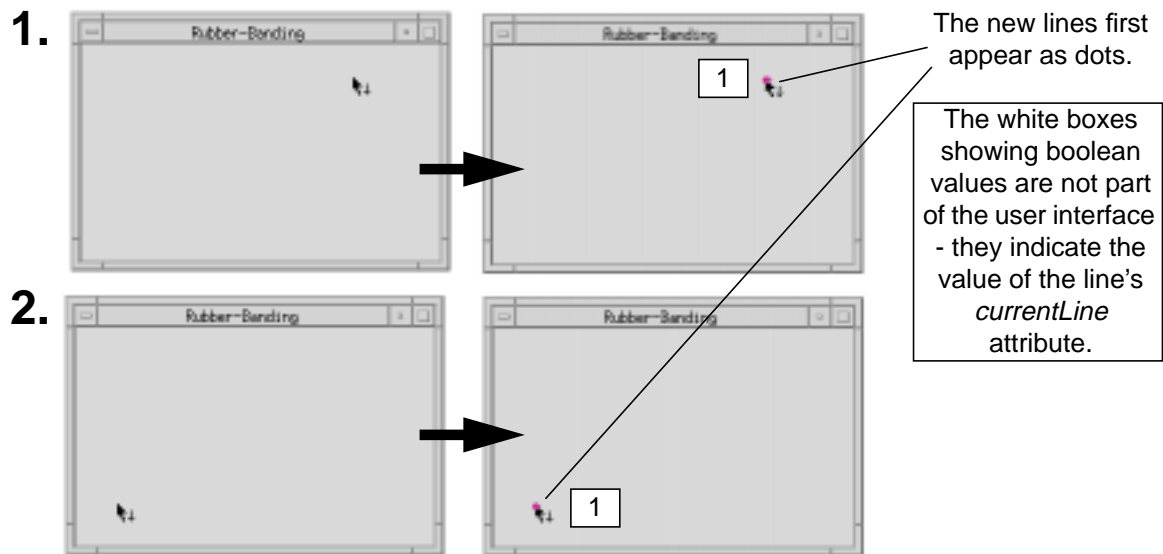 1.
Rubber-Banding
Rubber-Banding
1
The new lines first
appear as dots.
The white boxes
showing boolean
values are not part
of the user interface
- they indicate the
value of the line’s
currentLine
attribute.
2.
Rubber-Banding
Rubber-Banding
1